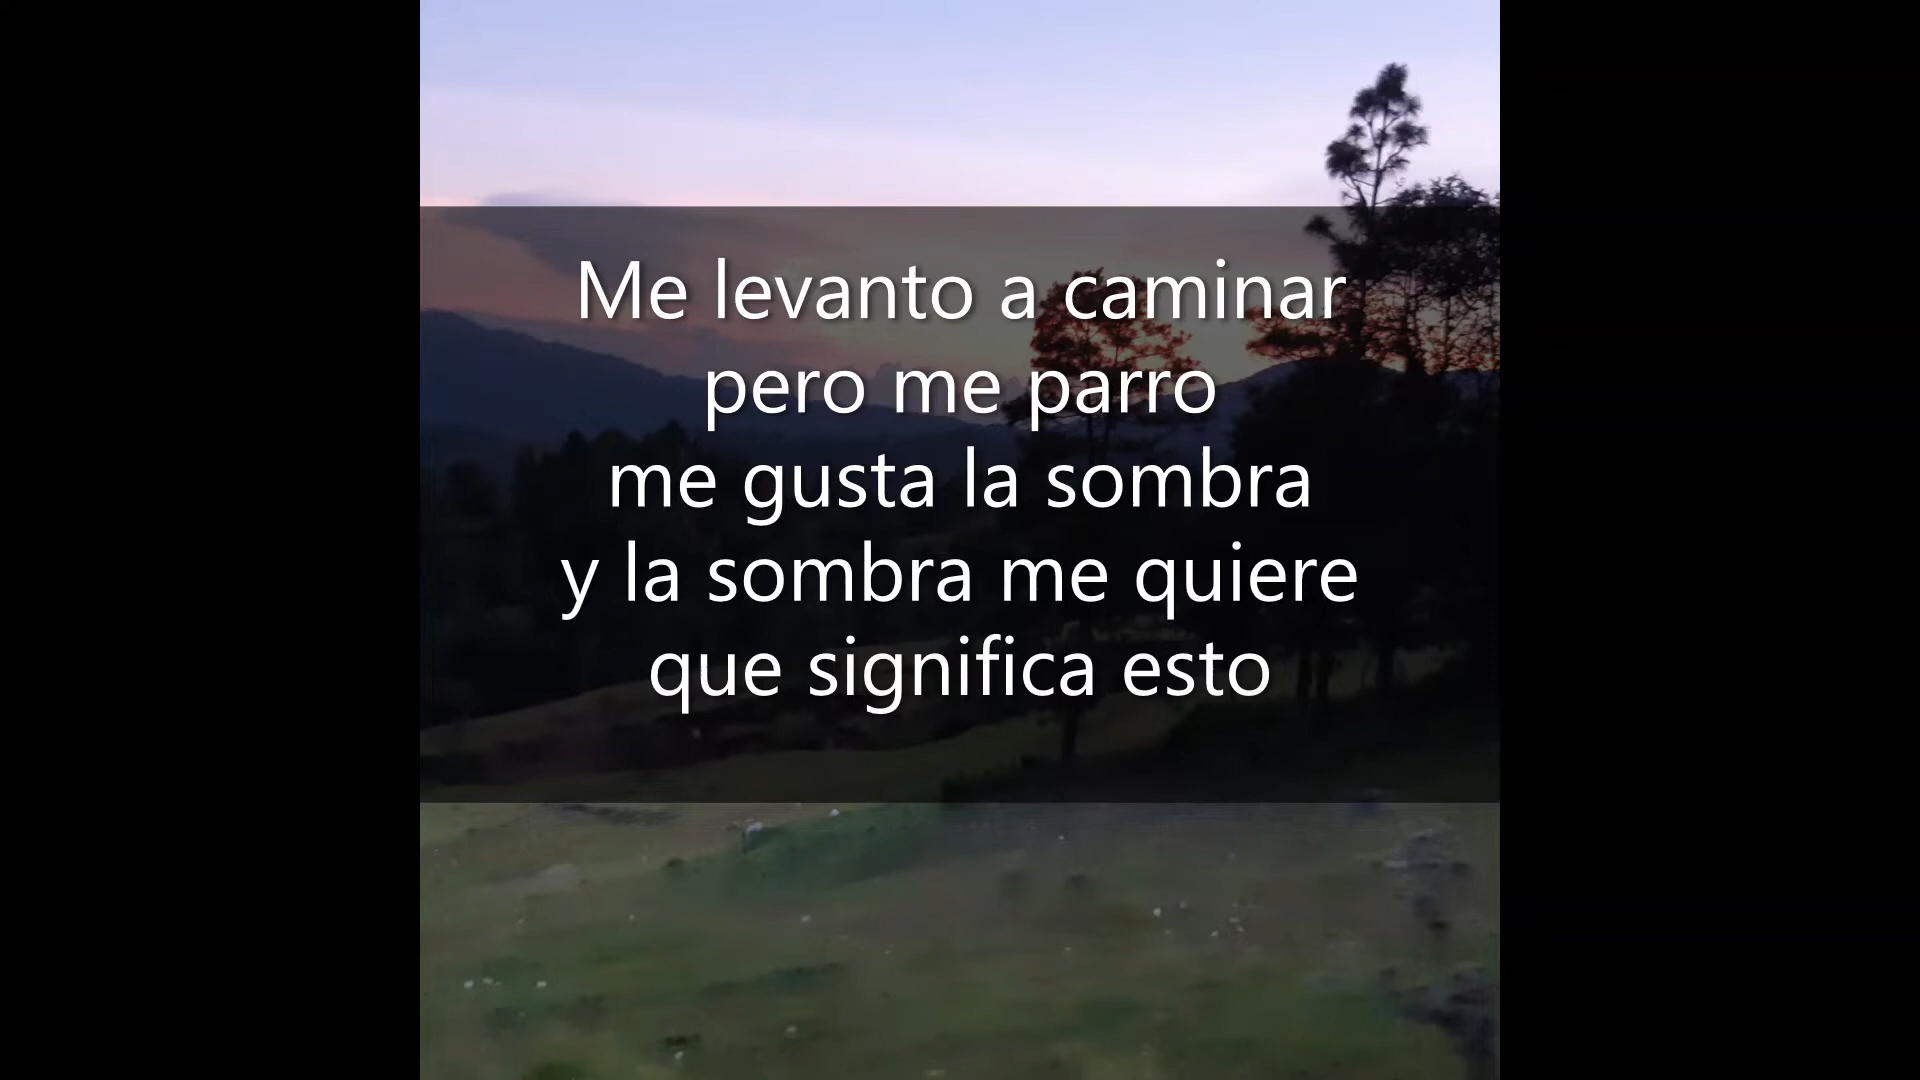 Me levanto a caminar
pero me parro
me gusta la sombra
y la sombra me quiere
que significa esto